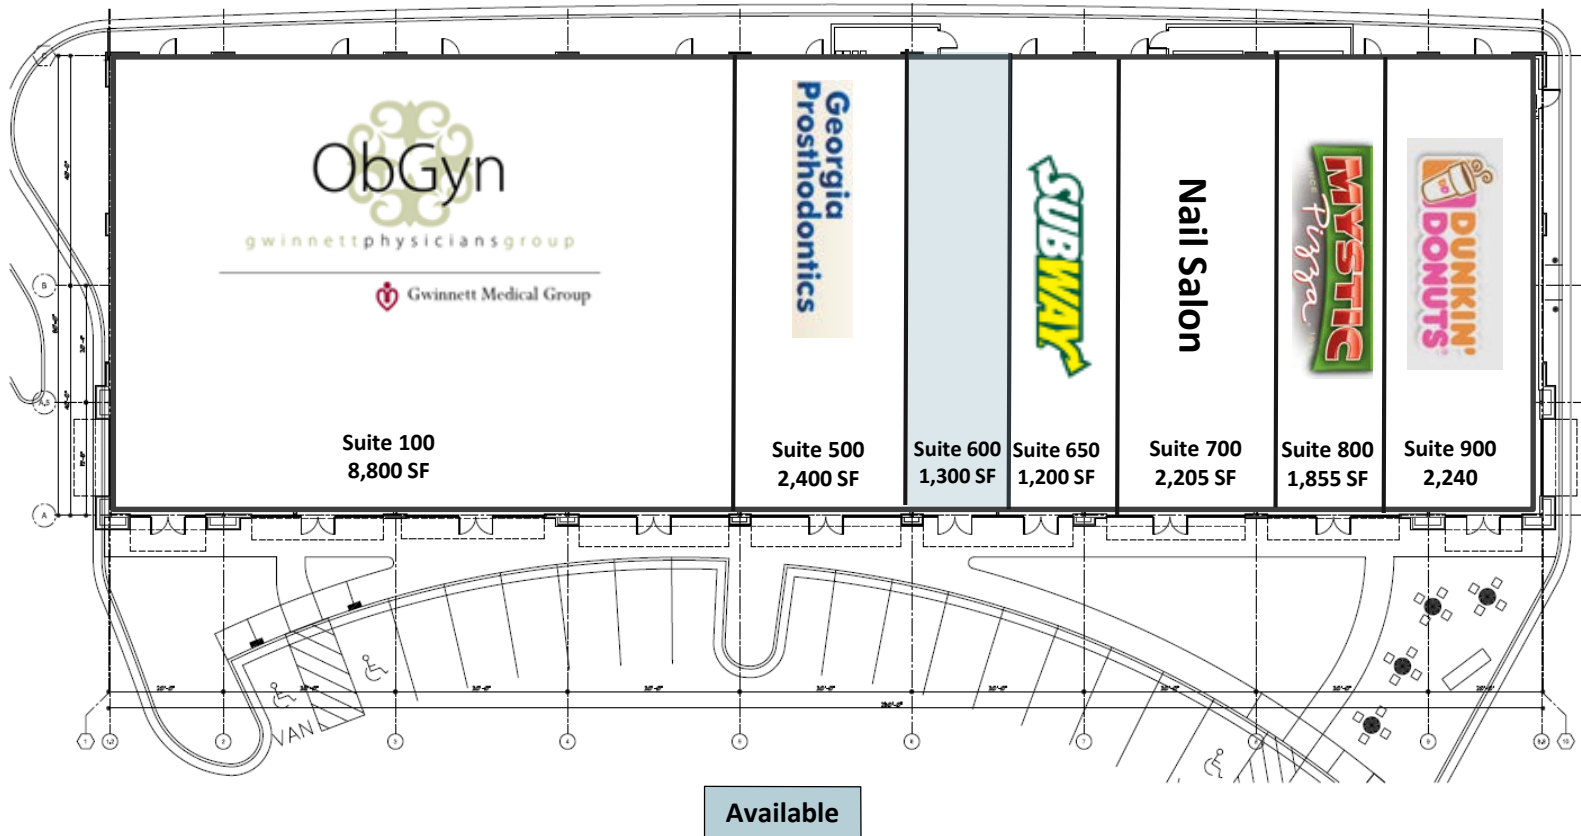 ObGyn
gwinnettphysiciansgroup
Gwinnett Medical Group
Suite 100
8,800 SF
Georgia
Prosthodontics
Suite 500
2,400 SF
Suite 600
1,300 SF
SUBWAY
Suite 650
1,200 SF
Nail Salon
Suite 700
2,205 SF
MYSTIC
Pizza
Suite 800
1,855 SF
DUNKIN'
DONUTS
Suite 900
2,240
B
A.5
A
VAN
Available